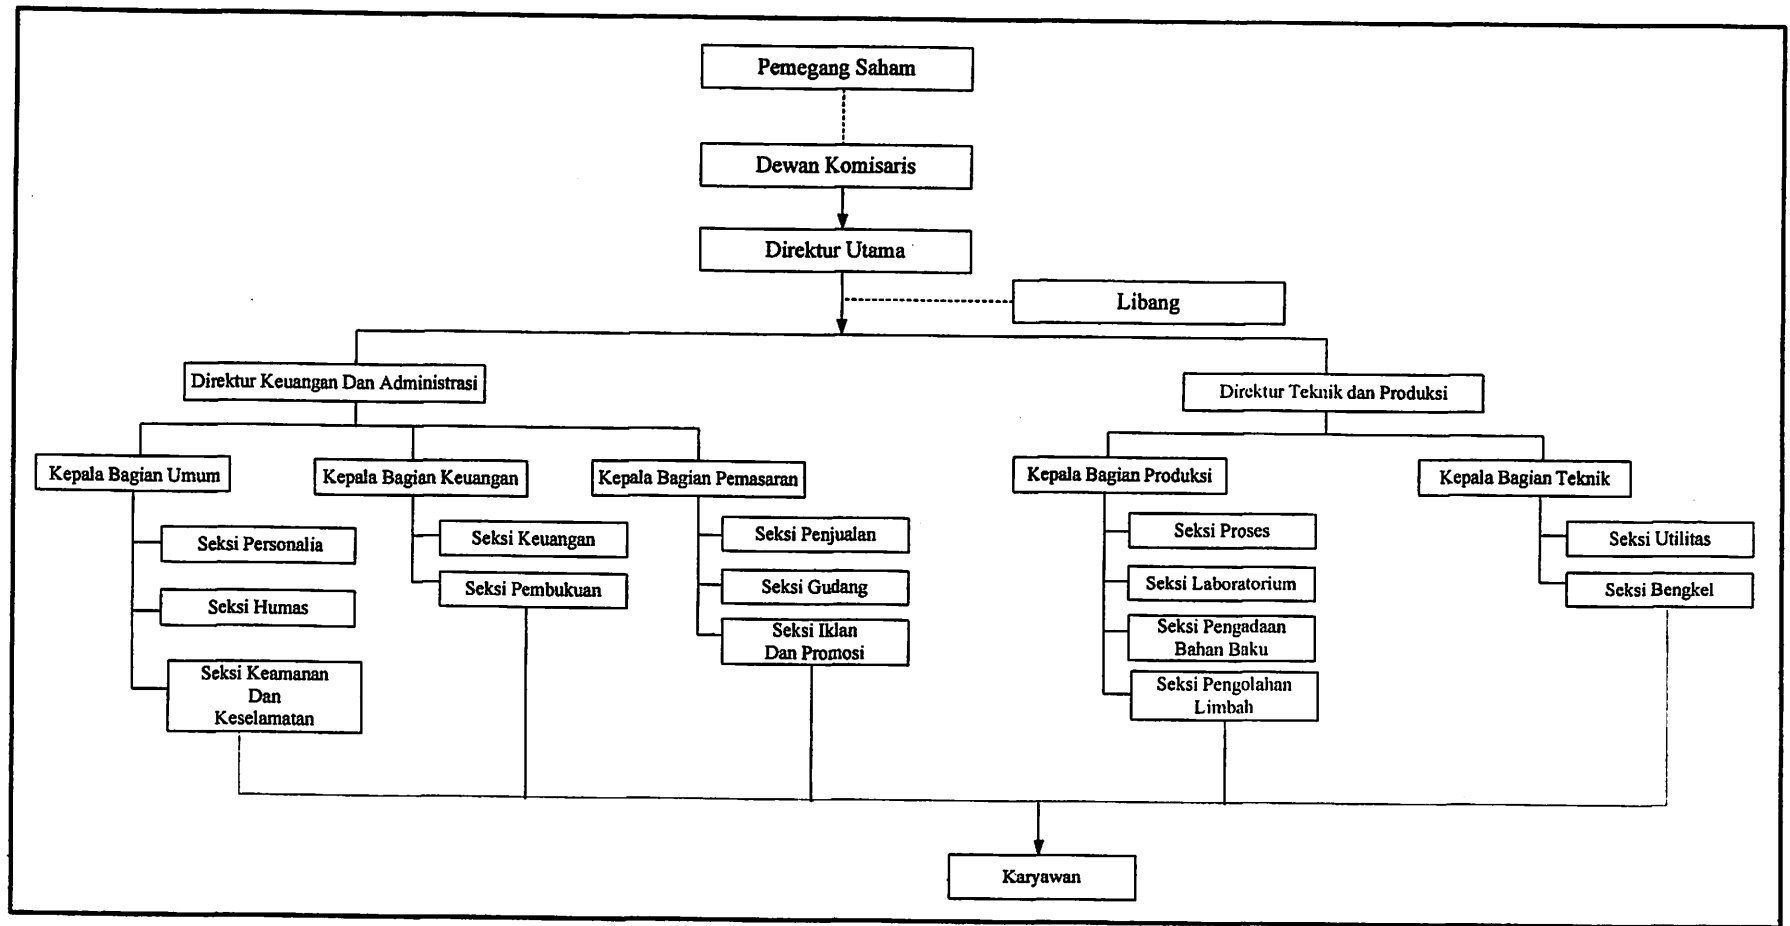 Pemegang Saham
Dewan Komisaris
Direktur Utama
Libang
Direktur Keuangan Dan Administrasi
Direktur Teknik dan Produksi
Kepala Bagian Umum
Kepala Bagian Keuangan
Kepala Bagian Pemasaran
Kepala Bagian Produksi
Kepala Bagian Teknik
Seksi Personalia
Seksi Humas
Seksi Keamanan
Dan
Keselamatan
Seksi Keuangan
Seksi Pembukuan
Seksi Penjualan
Seksi Gudang
Seksi Iklan
Dan Promosi
Seksi Proses
Seksi Laboratorium
Seksi Pengadaan
Bahan Baku
Seksi Pengolahan
Limbah
Seksi Utilitas
Seksi Bengkel
Karyawan